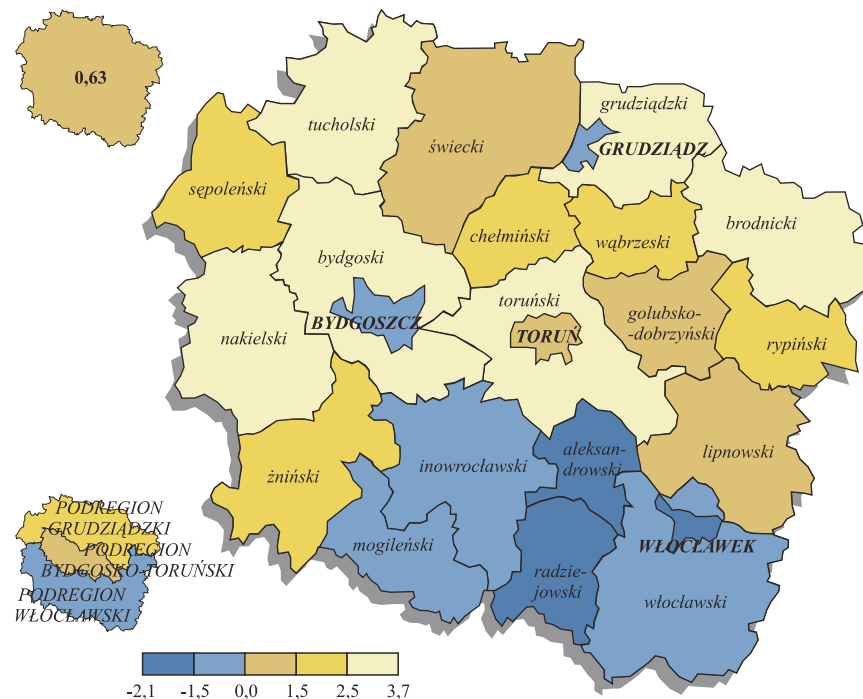 0,63
tucholski
świecki
grudziądzki
GRUDZIĄDZ
sępoleński
chełmiński
wąbrzeski
brodnicki
bydgoski
BYDGOSZCZ
toruński
TORUŃ
golubsko-
-dobrzyński
rypiński
nakielski
żniński
inowrocławski
aleksan-
drowski
lipnowski
mogileński
radzie-
jowski
WŁOCŁAWEK
włocławski
PODREGION
GRUDZIĄDZKI
PODREGION
BYDGOSKO-TORUŃSKI
PODREGION
WŁOCŁAWSKI
-2,1 -1,5 0,0 1,5 2,5 3,7